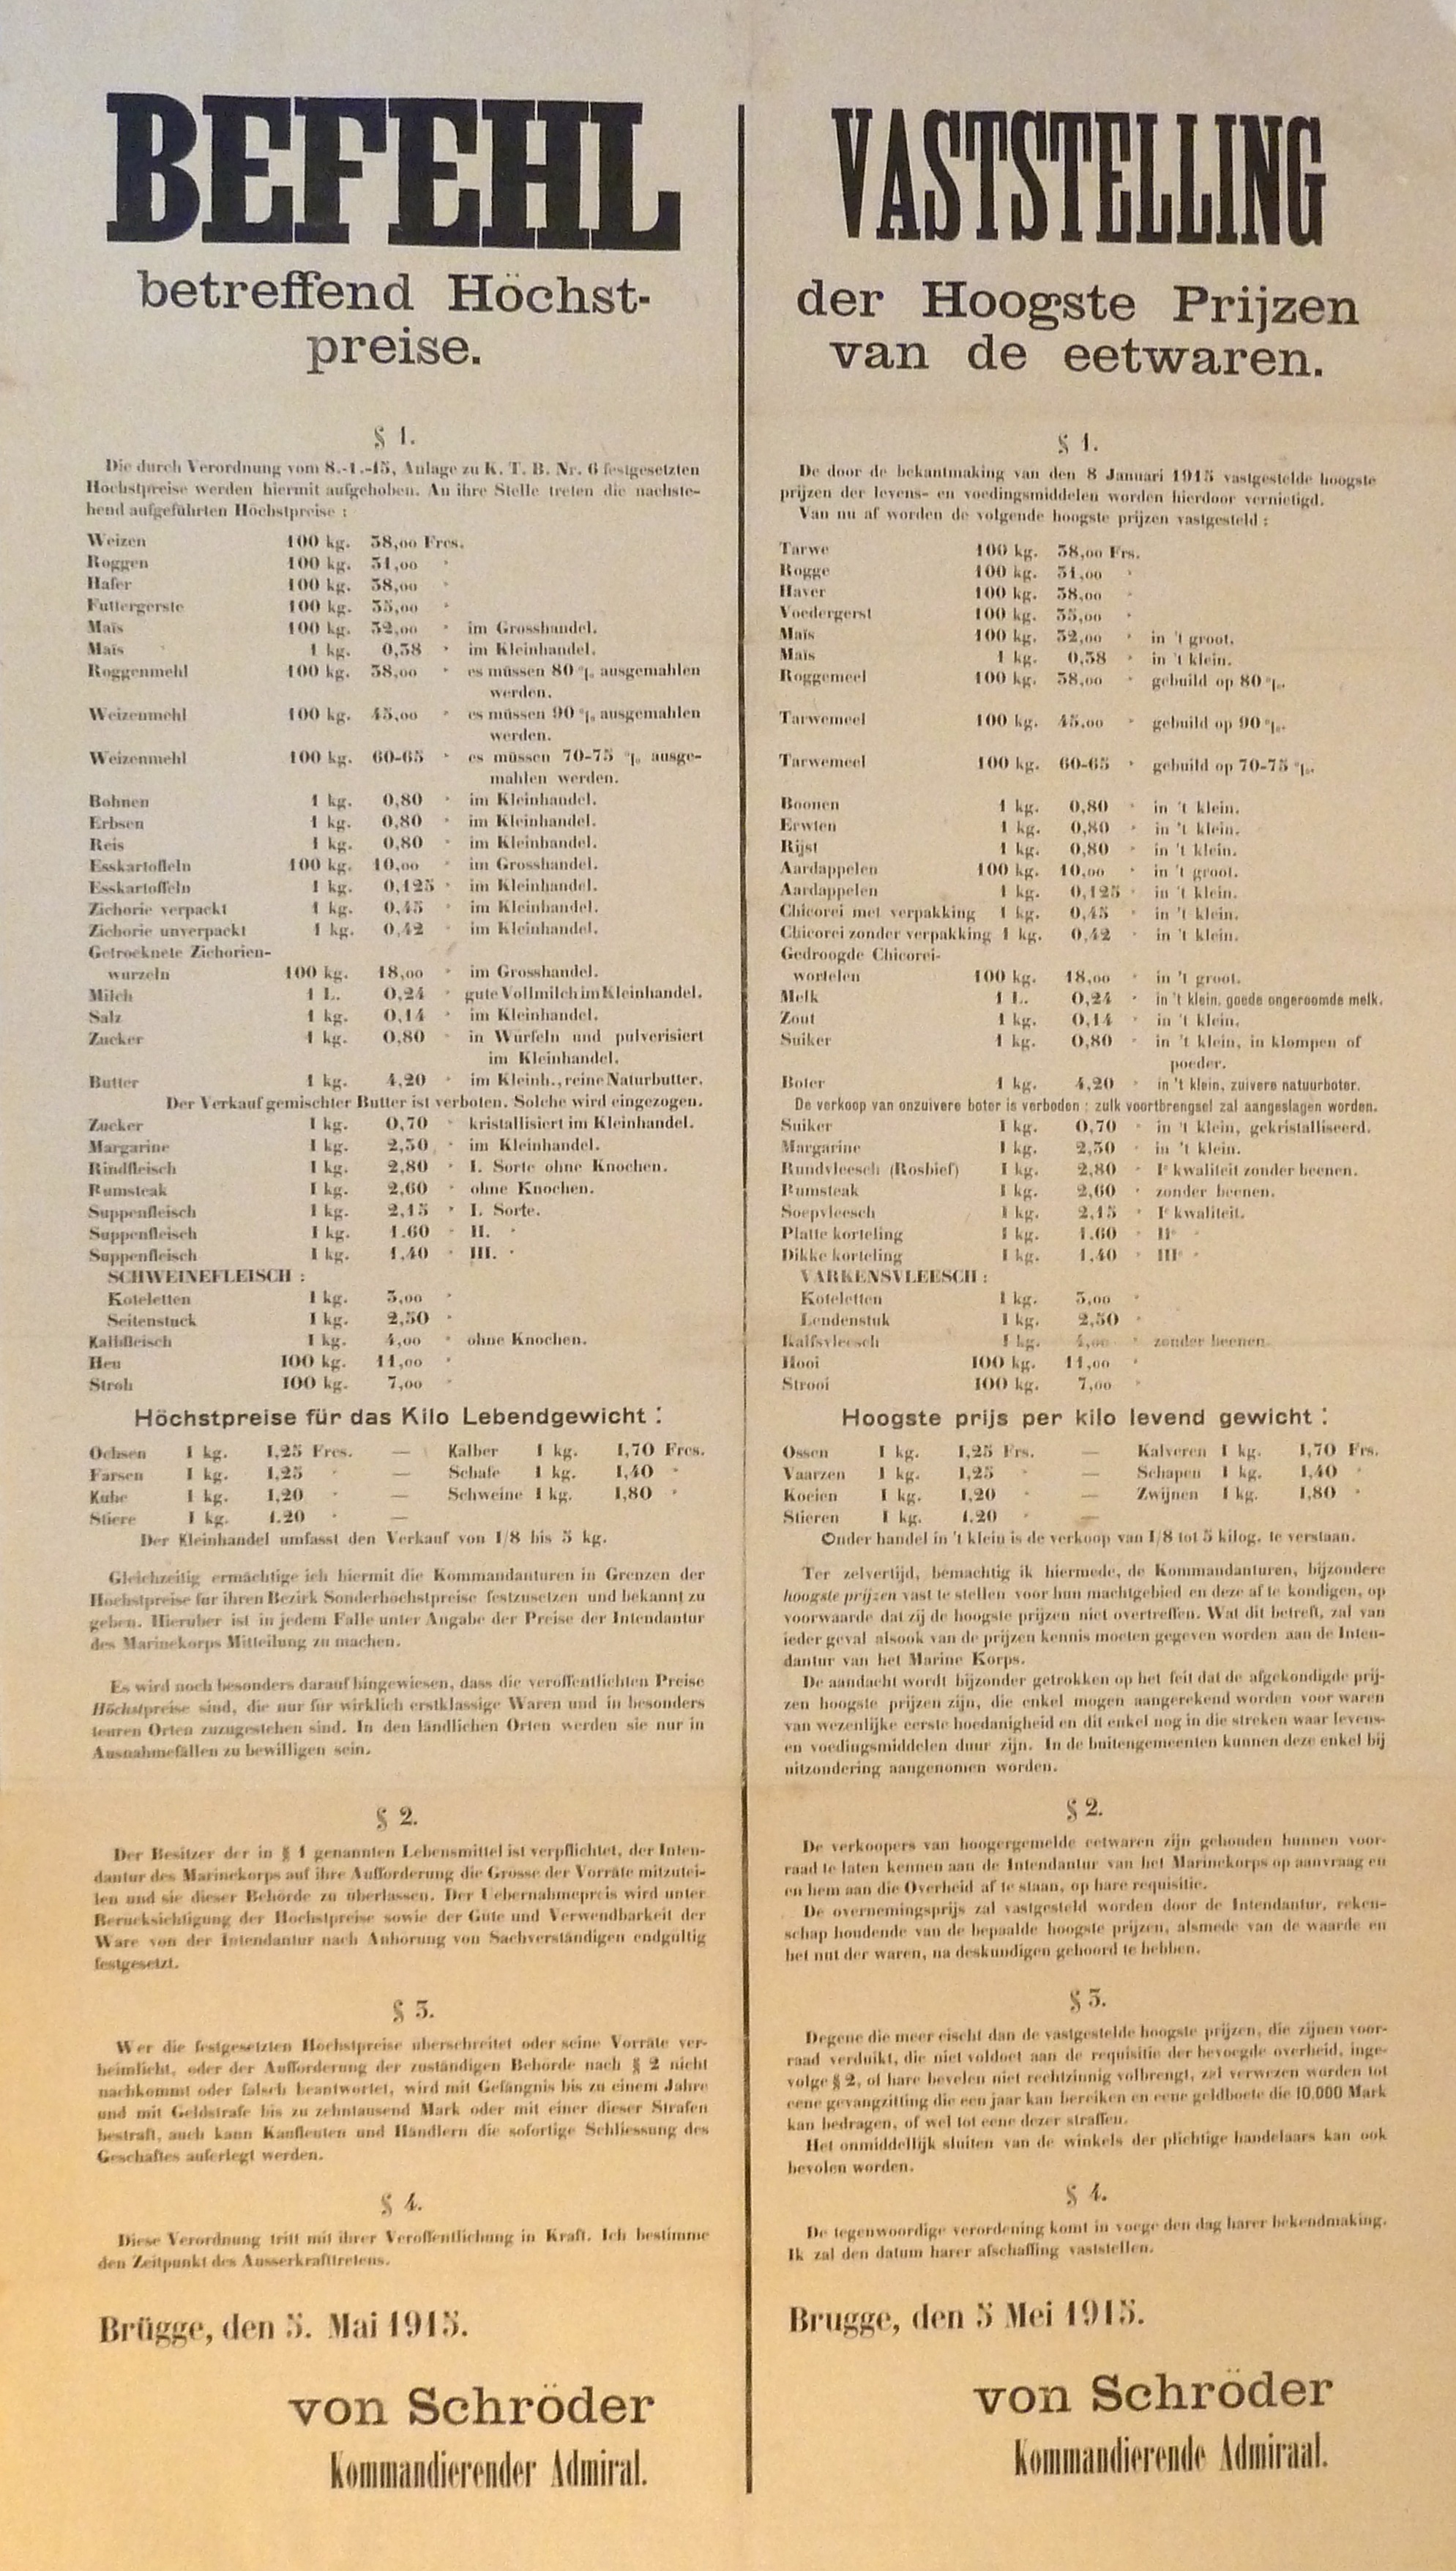 BEFEHL
betreffend Höchst-
preise.
§ 1.
Die durch Verordnung vom 8.-1.-15, Anlage zu K. T. B. Nr. 6 festgesetzten
Höchstpreise werden hiermit aufgehoben. An ihre Stelle treten die nachste-
hend aufgeführten Höchstpreise :
Weizen 100 kg. 38,00 Frcs.
Roggen 100 kg. 31,00 "
Hafer 100 kg. 38,00 "
Futtergerste 100 kg. 35,00 "
Maïs 100 kg. 32,00 " im Grosshandel.
Maïs 1 kg. 0,38 " im Kleinhandel.
Roggenmehl 100 kg. 38,00 " es müssen 80 % ausgemahlen
werden.
Weizenmehl 100 kg. 45,00 " es müssen 90 % ausgemahlen
werden.
Weizenmehl 100 kg. 60-65 " es müssen 70-75 % ausge-
mahlen werden.
Bohnen 1 kg. 0,80 " im Kleinhandel.
Erbsen 1 kg. 0,80 " im Kleinhandel.
Reis 1 kg. 0,80 " im Kleinhandel.
Esskartoffeln 100 kg. 10,00 " im Grosshandel.
Esskartoffeln 1 kg. 0,125 " im Kleinhandel.
Zichorie verpackt 1 kg. 0,45 " im Kleinhandel.
Zichorie unverpackt 1 kg. 0,42 " im Kleinhandel.
Getrocknete Zichorien-
wurzeln 100 kg. 18,00 " im Grosshandel.
Milch 1 L. 0,24 " gute Vollmilch im Kleinhandel.
Salz 1 kg. 0,14 " im Kleinhandel.
Zucker 1 kg. 0,80 " in Würfeln und pulverisiert
im Kleinhandel.
Butter 1 kg. 4,20 " im Kleinh., reine Naturbutter.
Der Verkauf gemischter Butter ist verboten. Solche wird eingezogen.
Zucker 1 kg. 0,70 " kristallisiert im Kleinhandel.
Margarine 1 kg. 2,30 " im Kleinhandel.
Rindfleisch 1 kg. 2,80 " I. Sorte ohne Knochen.
Rumsteak 1 kg. 2,60 " ohne Knochen.
Suppenfleisch 1 kg. 2,15 " I. Sorte.
Suppenfleisch 1 kg. 1.60 " II. "
Suppenfleisch 1 kg. 1,40 " III. "
SCHWEINEFLEISCH :
Koteletten 1 kg. 3,00 "
Seitenstück 1 kg. 2,50 "
Kalbfleisch 1 kg. 4,00 " ohne Knochen.
Heu 100 kg. 11,00 "
Stroh 100 kg. 7,00 "
Höchstpreise für das Kilo Lebendgewicht :
Ochsen 1 kg. 1,25 Frcs. — Kälber 1 kg. 1,70 Frcs.
Färsen 1 kg. 1,25 " — Schafe 1 kg. 1,40 "
Kühe 1 kg. 1,20 " — Schweine 1 kg. 1,80 "
Stiere 1 kg. 1.20 " —
Der Kleinhandel umfasst den Verkauf von 1/8 bis 5 kg.
Gleichzeitig ermächtige ich hiermit die Kommandanturen in Grenzen der
Höchstpreise für ihren Bezirk Sonderhöchstpreise festzusetzen und bekannt zu
geben. Hierüber ist in jedem Falle unter Angabe der Preise der Intendantur
des Marinekorps Mitteilung zu machen.
Es wird noch besonders darauf hingewiesen, dass die veröffentlichten Preise
Höchstpreise sind, die nur für wirklich erstklassige Waren und in besonders
teuren Orten zuzugestehen sind. In den ländlichen Orten werden sie nur in
Ausnahmefällen zu bewilligen sein.
§ 2.
Der Besitzer der in § 1 genannten Lebensmittel ist verpflichtet, der Inten-
dantur des Marinekorps auf ihre Aufforderung die Grösse der Vorräte mitzutei-
len und sie dieser Behörde zu überlassen. Der Uebernahmepreis wird unter
Berücksichtigung der Höchstpreise sowie der Güte und Verwendbarkeit der
Ware von der Intendantur nach Anhörung von Sachverständigen endgültig
festgesetzt.
§ 3.
Wer die festgesetzten Höchstpreise überschreitet oder seine Vorräte ver-
heimlicht, oder der Aufforderung der zuständigen Behörde nach § 2 nicht
nachkommt oder falsch beantwortet, wird mit Gefängnis bis zu einem Jahre
und mit Geldstrafe bis zu zehntausend Mark oder mit einer dieser Strafen
bestraft, auch kann Kaufleuten und Händlern die sofortige Schliessung des
Geschäftes auferlegt werden.
§ 4.
Diese Verordnung tritt mit ihrer Veröffentlichung in Kraft. Ich bestimme
den Zeitpunkt des Ausserkrafttretens.
Brügge, den 5. Mai 1915.
von Schröder
Kommandierender Admiral.
VASTSTELLING
der Hoogste Prijzen
van de eetwaren.
§ 1.
De door de bekantmaking van den 8 Januari 1915 vastgestelde hoogste
prijzen der levens- en voedingsmiddelen worden hierdoor vernietigd.
Van nu af worden de volgende hoogste prijzen vastgesteld :
Tarwe 100 kg. 38,00 Frs.
Rogge 100 kg. 31,00 "
Haver 100 kg. 38,00 "
Voedergerst 100 kg. 35,00 "
Maïs 100 kg. 32,00 " in 't groot.
Maïs 1 kg. 0,38 " in 't klein.
Roggemeel 100 kg. 38,00 " gebuild op 80 %.
Tarwemeel 100 kg. 45,00 " gebuild op 90 %.
Tarwemeel 100 kg. 60-65 " gebuild op 70-75 %.
Boonen 1 kg. 0,80 " in 't klein.
Erwten 1 kg. 0,80 " in 't klein.
Rijst 1 kg. 0,80 " in 't klein.
Aardappelen 100 kg. 10,00 " in 't groot.
Aardappelen 1 kg. 0,125 " in 't klein.
Chicorei met verpakking 1 kg. 0,45 " in 't klein.
Chicorei zonder verpakking 1 kg. 0,42 " in 't klein.
Gedroogde Chicorei-
wortelen 100 kg. 18,00 " in 't groot.
Melk 1 L. 0,24 " in 't klein, goede ongeroomde melk.
Zout 1 kg. 0,14 " in 't klein.
Suiker 1 kg. 0,80 " in 't klein, in klompen of
poeder.
Boter 1 kg. 4,20 " in 't klein, zuivere natuurboter.
De verkoop van onzuivere boter is verboden : zulk voortbrengsel zal aangeslagen worden.
Suiker 1 kg. 0,70 " in 't klein, gekristalliseerd.
Margarine 1 kg. 2,30 " in 't klein.
Rundvleesch (Rosbief) 1 kg. 2,80 " Ie kwaliteit zonder beenen.
Rumsteak 1 kg. 2,60 " zonder beenen.
Soepvleesch 1 kg. 2,15 " Ie kwaliteit.
Platte korteling 1 kg. 1.60 " IIe "
Dikke korteling 1 kg. 1,40 " IIIe "
VARKENSVLEESCH :
Koteletten 1 kg. 3,00 "
Lendenstuk 1 kg. 2,50 "
Kalfsvleesch 1 kg. 4,00 " zonder beenen.
Hooi 100 kg. 11,00 "
Strooi 100 kg. 7,00 "
Hoogste prijs per kilo levend gewicht :
Ossen 1 kg. 1,25 Frs. — Kalveren 1 kg. 1,70 Frs.
Vaarzen 1 kg. 1,25 " — Schapen 1 kg. 1,40 "
Koeien 1 kg. 1,20 " — Zwijnen 1 kg. 1,80 "
Stieren 1 kg. 1.20 " —
Onder handel in 't klein is de verkoop van 1/8 tot 5 kilog. te verstaan.
Ter zelvertijd, bemachtig ik hiermede, de Kommandanturen, bijzondere
hoogste prijzen vast te stellen voor hun machtgebied en deze af te kondigen, op
voorwaarde dat zij de hoogste prijzen niet overtreffen. Wat dit betreft, zal van
ieder geval alsook van de prijzen kennis moeten gegeven worden aan de Inten-
dantur van het Marine Korps.
De aandacht wordt bijzonder getrokken op het feit dat de afgekondigde prij-
zen hoogste prijzen zijn, die enkel mogen aangerekend worden voor waren
van wezenlijke eerste hoedanigheid en dit enkel nog in die streken waar levens-
en voedingsmiddelen duur zijn. In de buitengemeenten kunnen deze enkel bij
uitzondering aangenomen worden.
§ 2.
De verkoopers van hoogergemelde eetwaren zijn gehouden hunnen voor-
raad te laten kennen aan de Intendantur van het Marinekorps op aanvraag en
en hem aan die Overheid af te staan, op hare requisitie.
De overnemingsprijs zal vastgesteld worden door de Intendantur, reken-
schap houdende van de bepaalde hoogste prijzen, alsmede van de waarde en
het nut der waren, na deskundigen gehoord te hebben.
§ 3.
Degene die meer eischt dan de vastgestelde hoogste prijzen, die zijnen voor-
raad verduikt, die niet voldoet aan de requisitie der bevoegde overheid, inge-
volge § 2, of hare bevelen niet rechtzinnig volbrengt, zal verwezen worden tot
eene gevangzitting die een jaar kan bereiken en eene geldboete die 10.000 Mark
kan bedragen, of wel tot eene dezer straffen.
Het onmiddellijk sluiten van de winkels der plichtige handelaars kan ook
bevolen worden.
§ 4.
De tegenwoordige verordening komt in voege den dag harer bekendmaking.
Ik zal den datum harer afschaffing vaststellen.
Brugge, den 5 Mei 1915.
von Schröder
Kommandierende Admiraal.